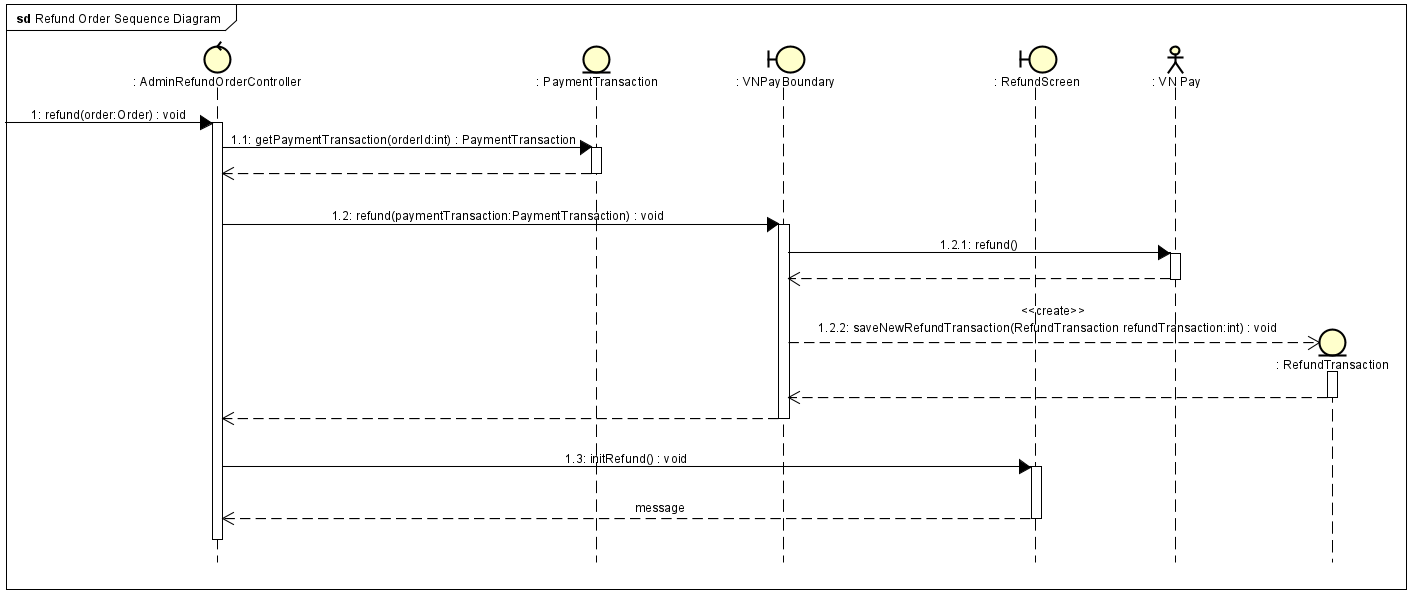 sd Refund Order Sequence Diagram
: AdminRefundOrderController
: PaymentTransaction
: VNPayBoundary
: RefundScreen
: VN Pay
1: refund(order:Order) : void
1.1: getPaymentTransaction(orderId:int) : PaymentTransaction
1.2: refund(paymentTransaction:PaymentTransaction) : void
1.2.1: refund()
<<create>>
1.2.2: saveNewRefundTransaction(RefundTransaction refundTransaction:int) : void
: RefundTransaction
1.3: initRefund() : void
message